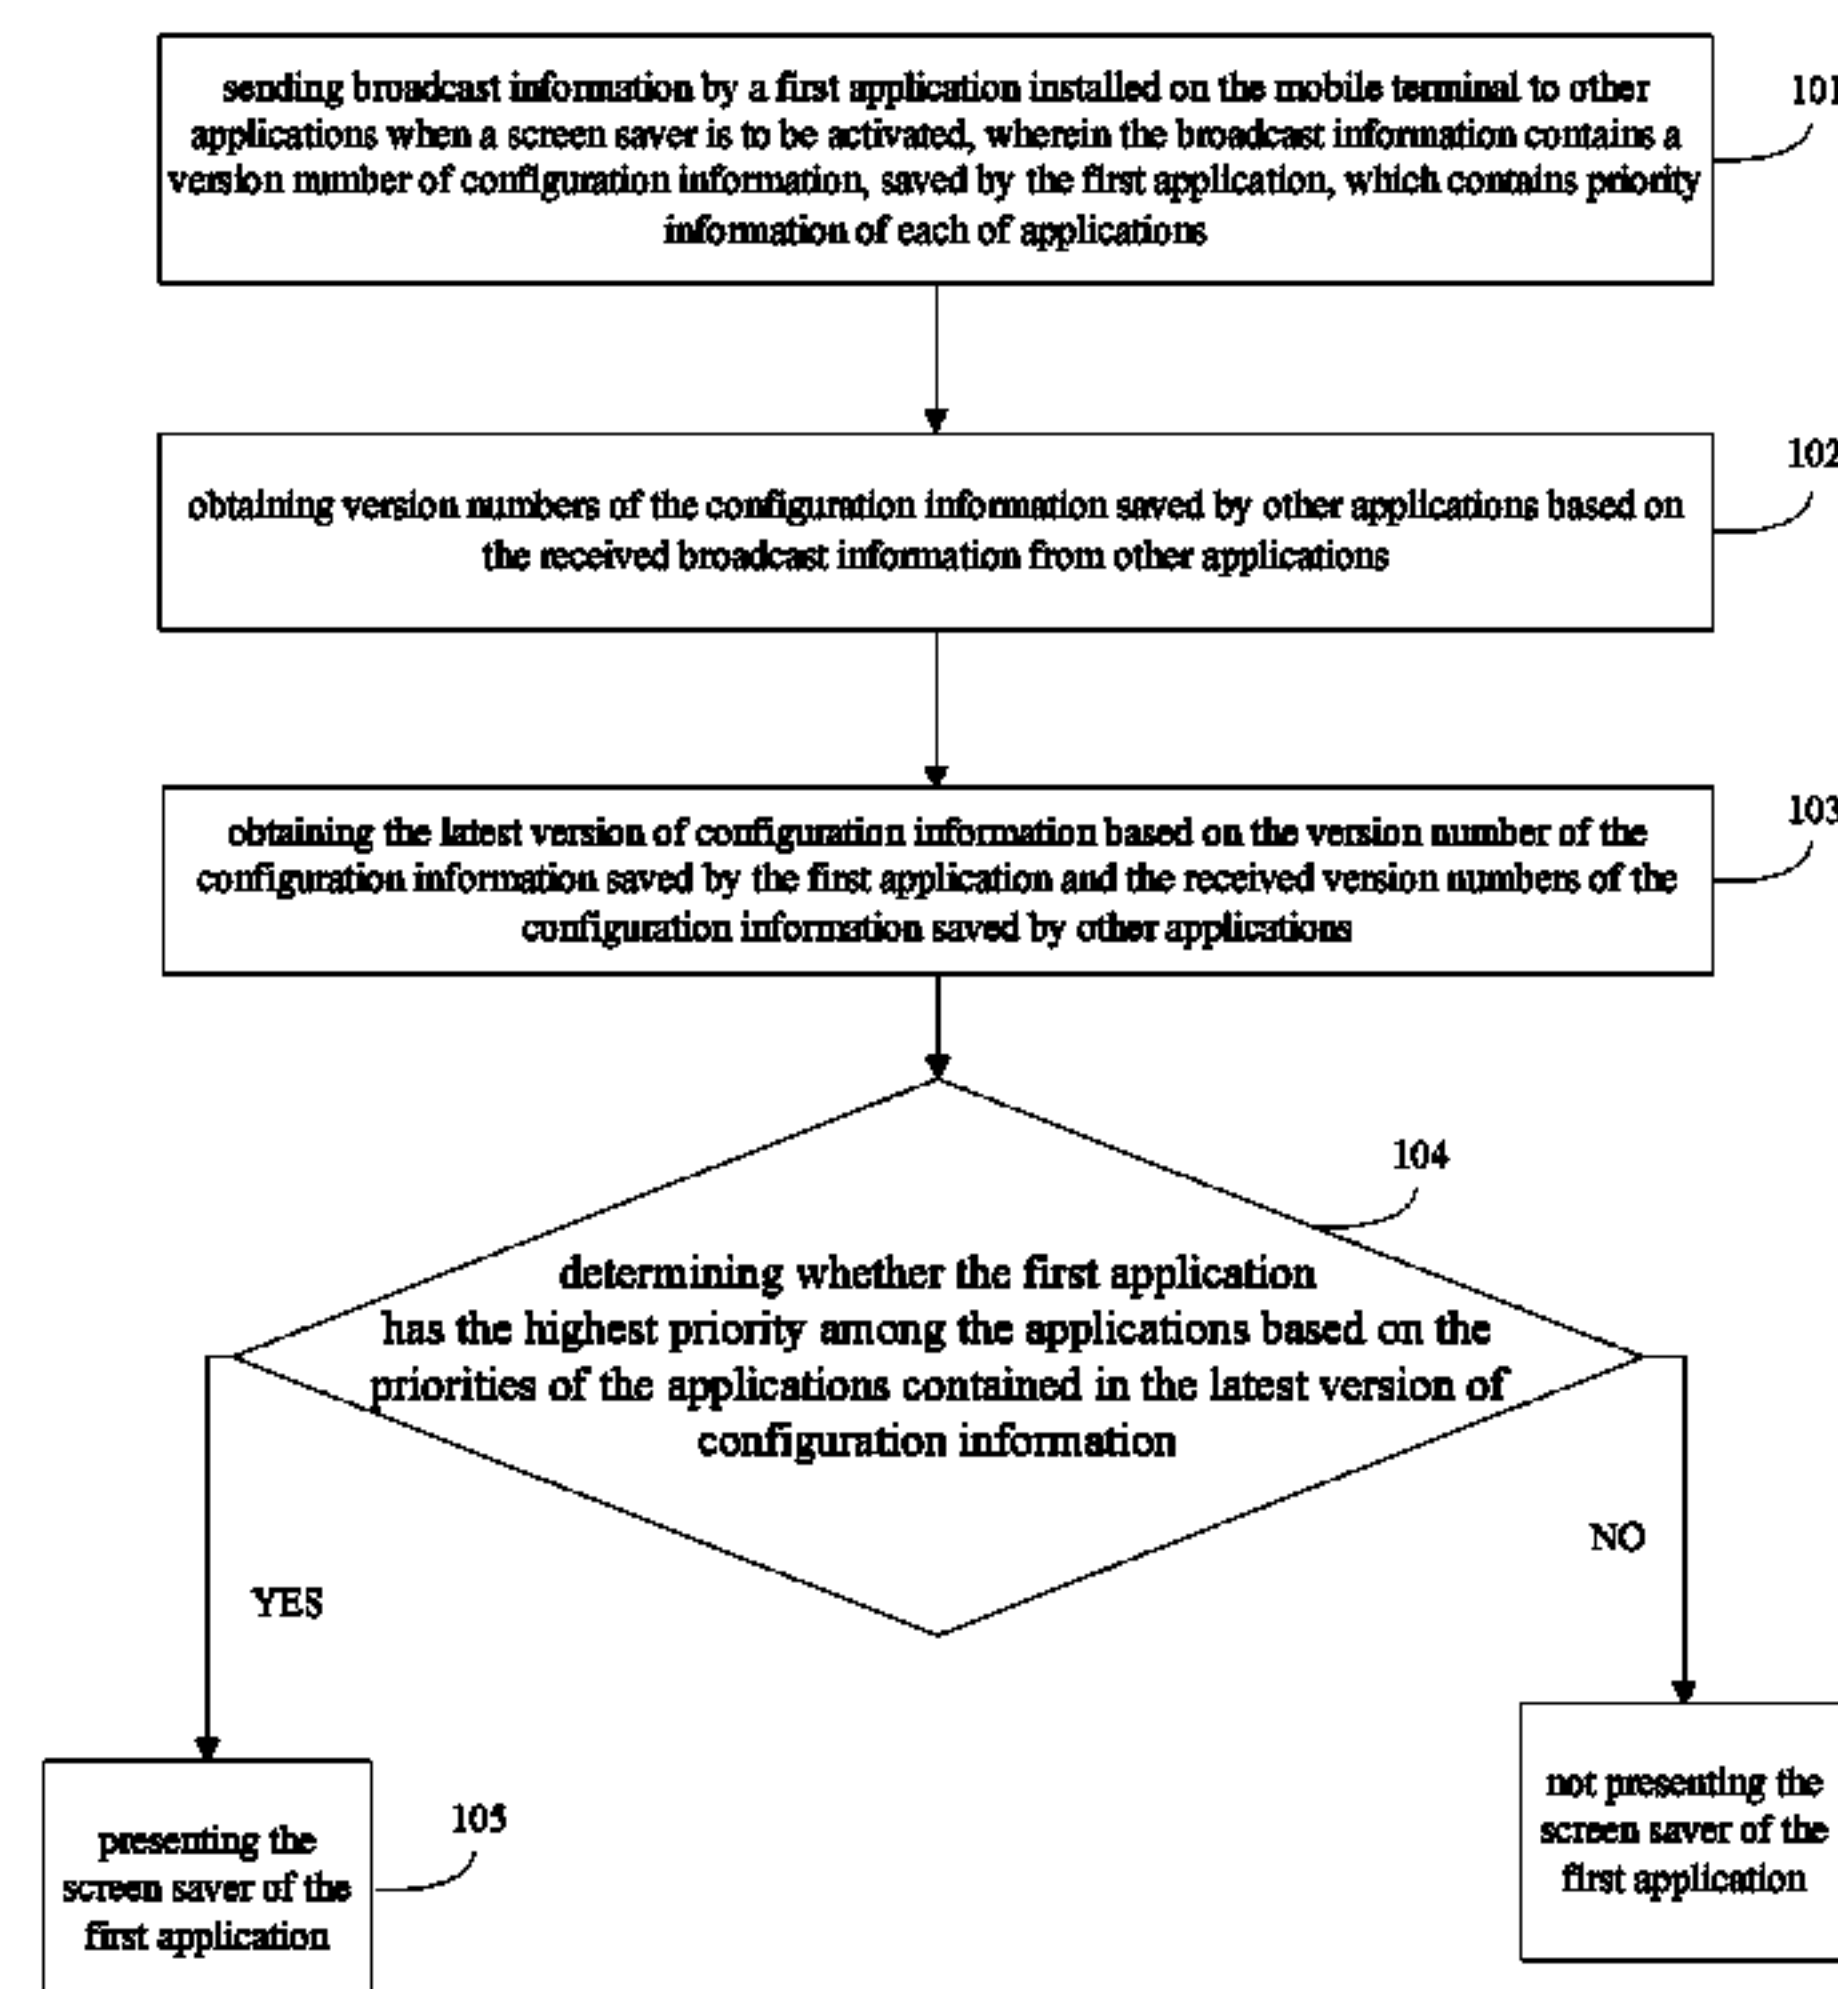 sending broadcast information by a first application installed on the mobile terminal to other
applications when a screen saver is to be activated, wherein the broadcast information contains a
version number of configuration information, saved by the first application, which contains priority
information of each of applications
101
obtaining version numbers of the configuration information saved by other applications based on
the received broadcast information from other applications
102
obtaining the latest version of configuration information based on the version number of the
configuration information saved by the first application and the received version numbers of the
configuration information saved by other applications
103
104
determining whether the first application
has the highest priority among the applications based on the
priorities of the applications contained in the latest version of
configuration information
YES
NO
presenting the
screen saver of the
first application
105
not presenting the
screen saver of the
first application